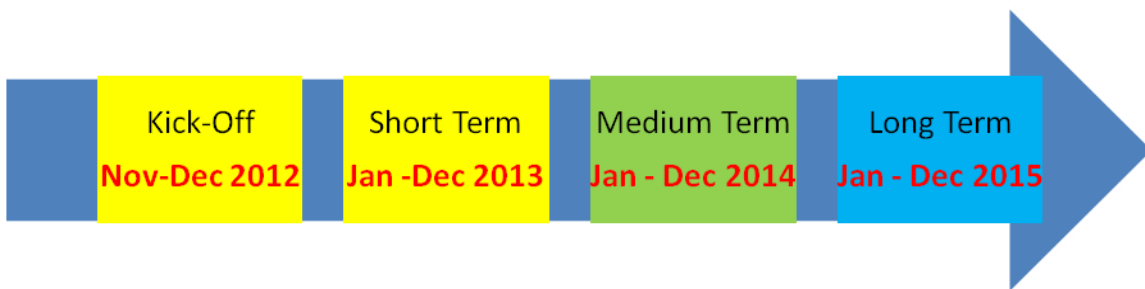 Kick-Off
Nov-Dec 2012
Short Term
Jan -Dec 2013
Medium Term
Jan - Dec 2014
Long Term
Jan - Dec 2015